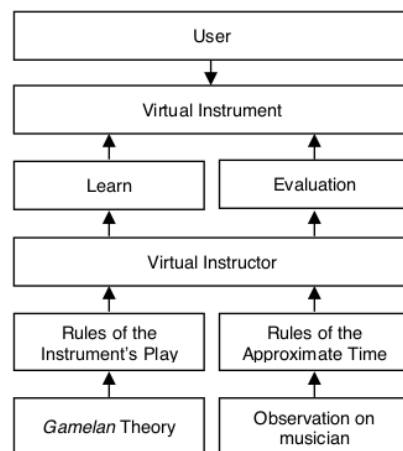 User
Virtual Instrument
Learn
Evaluation
Virtual Instructor
Rules of the
Instrument's Play
Rules of the
Approximate Time
Gamelan Theory
Observation on
musician